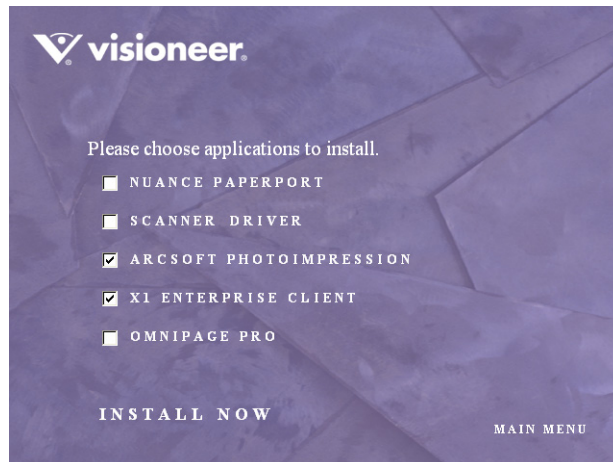 visioneer®
Please choose applications to install.
NUANCE PAPERPORT
SCANNER DRIVER
ARCSOFT PHOTOIMPRESSION
X1 ENTERPRISE CLIENT
OMNIPAGE PRO
INSTALL NOW
MAIN MENU